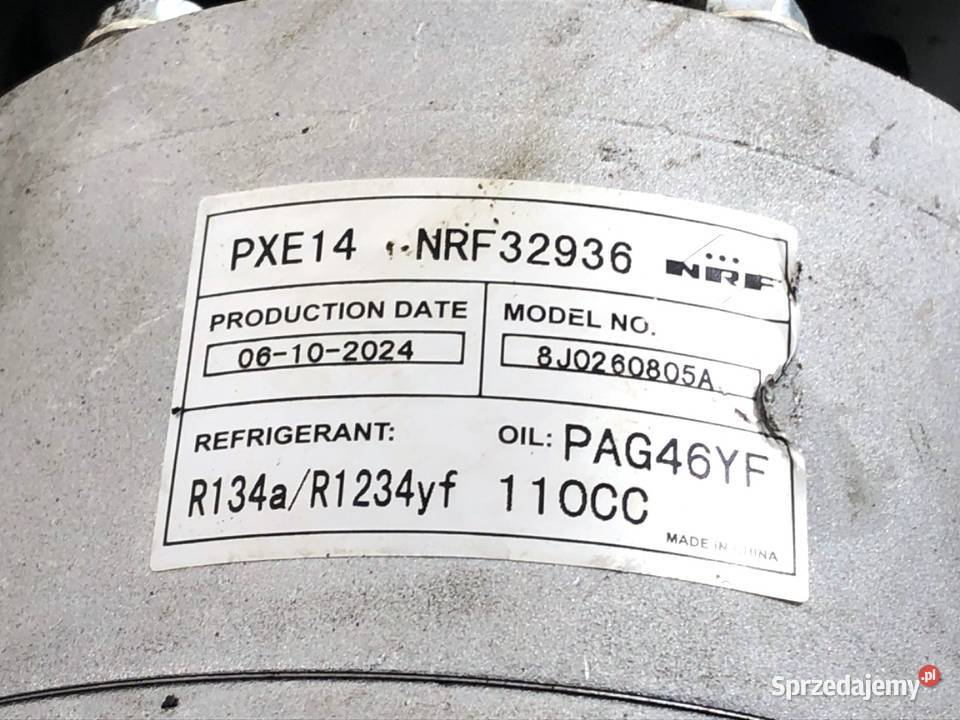 PXE14 NRF32936 NRF
PRODUCTION DATE MODEL NO.
06-10-2024 8J0260805A
REFRIGERANT: OIL: PAG46YF
R134a/R1234yf 110CC
MADE IN CHINA
Sprzedajemy.pl